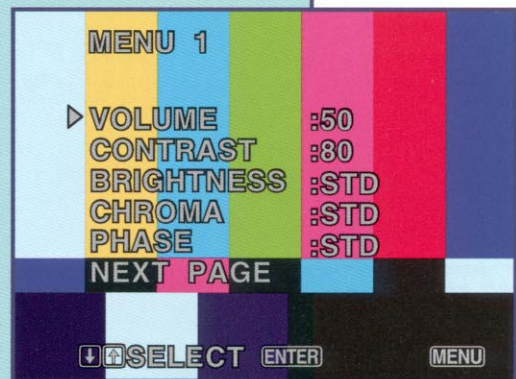 MENU 1
▷VOLUME :50
CONTRAST :80
BRIGHTNESS :STD
CHROMA :STD
PHASE :STD
NEXT PAGE
↓↑SELECT ENTER MENU